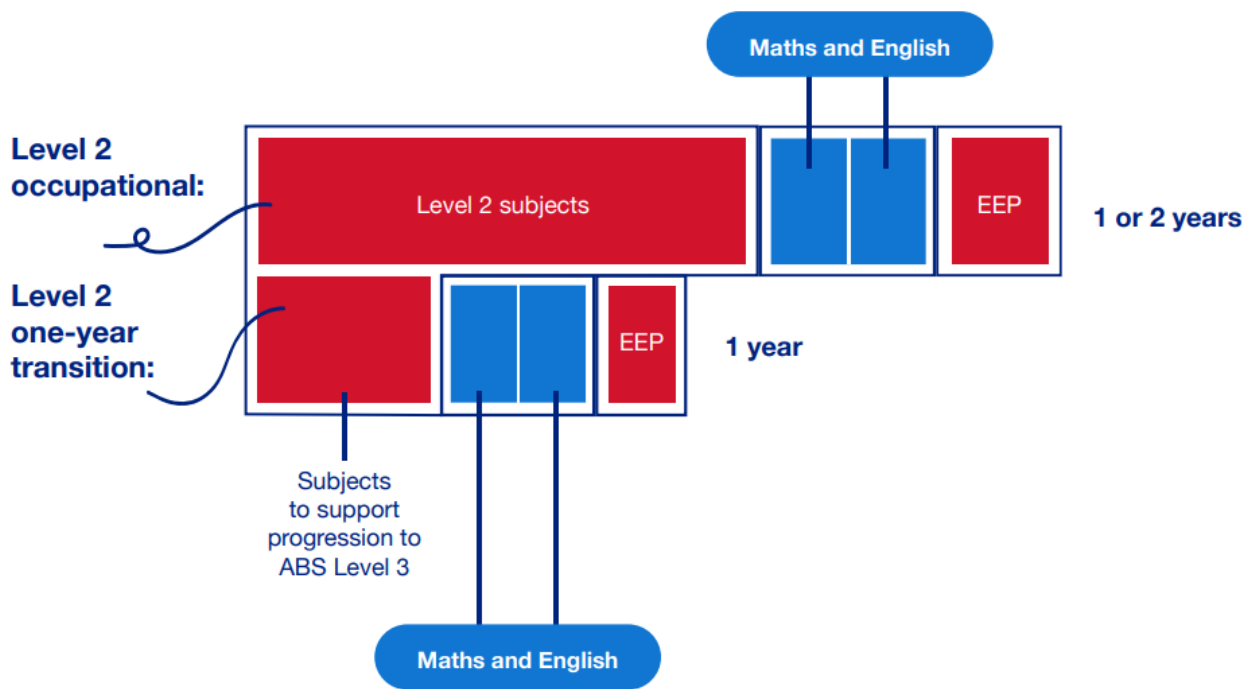 Maths and English
Level 2
occupational:
Level 2 subjects
EEP
1 or 2 years
Level 2
one-year
transition:
EEP
1 year
Subjects
to support
progression to
ABS Level 3
Maths and English